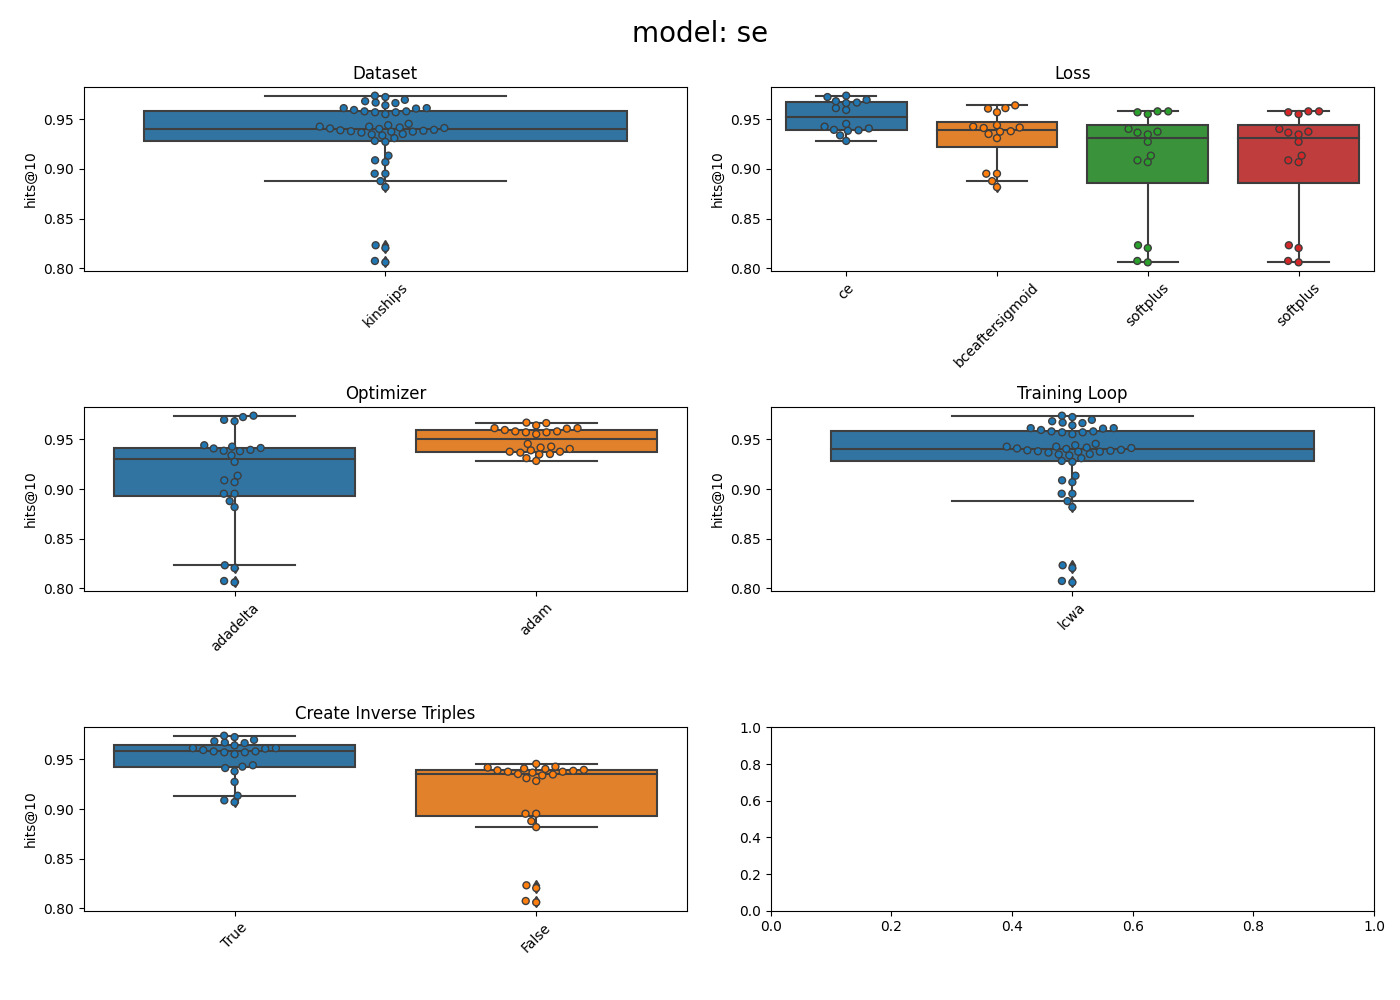 model: se
Dataset
Loss
hits@10
0.95
0.90
0.85
0.80
kinships
hits@10
0.95
0.90
0.85
0.80
ce
bceaftersigmoid
softplus
softplus
Optimizer
Training Loop
hits@10
0.95
0.90
0.85
0.80
adadelta
adam
hits@10
0.95
0.90
0.85
0.80
lcwa
Create Inverse Triples
hits@10
0.95
0.90
0.85
0.80
True
False
1.0
0.8
0.6
0.4
0.2
0.0
0.0 0.2 0.4 0.6 0.8 1.0